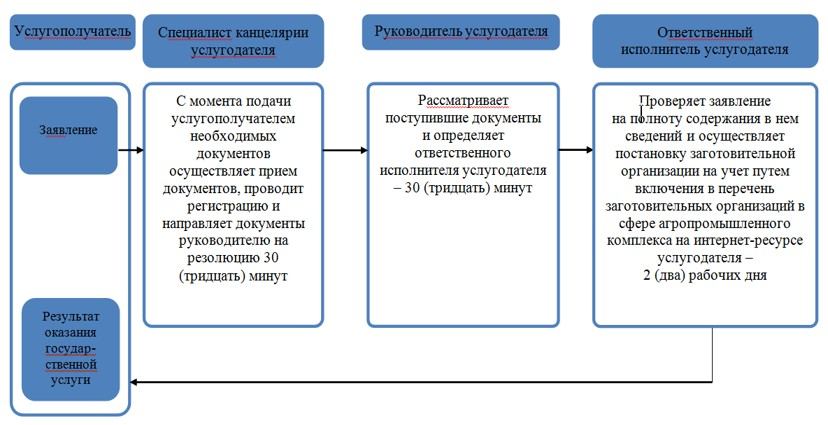 Услугополучатель
Специалист канцелярии
услугодателя
Руководитель услугодателя
Ответственный
исполнитель услугодателя
Заявление
С момента подачи
услугополучателем
необходимых
документов
осуществляет прием
документов, проводит
регистрацию и
направляет документы
руководителю на
резолюцию 30
(тридцать) минут
Рассматривает
поступившие документы
и определяет
ответственного
исполнителя услугодателя
– 30 (тридцать) минут
Проверяет заявление
на полноту содержания в нем
сведений и осуществляет
постановку заготовительной
организации на учет путем
включения в перечень
заготовительных организаций в
сфере агропромышленного
комплекса на интернет-ресурсе
услугодателя –
2 (два) рабочих дня
Результат
оказания
государ-
ственной
услуги